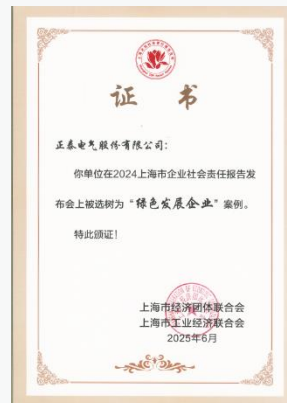 证 书
正泰电气股份有限公司：
你单位在2024上海市企业社会责任报告发
布会上被选树为“绿色发展企业”案例。
特此颁证！
上海市经济团体联合会
上海市工业经济联合会
2025年6月